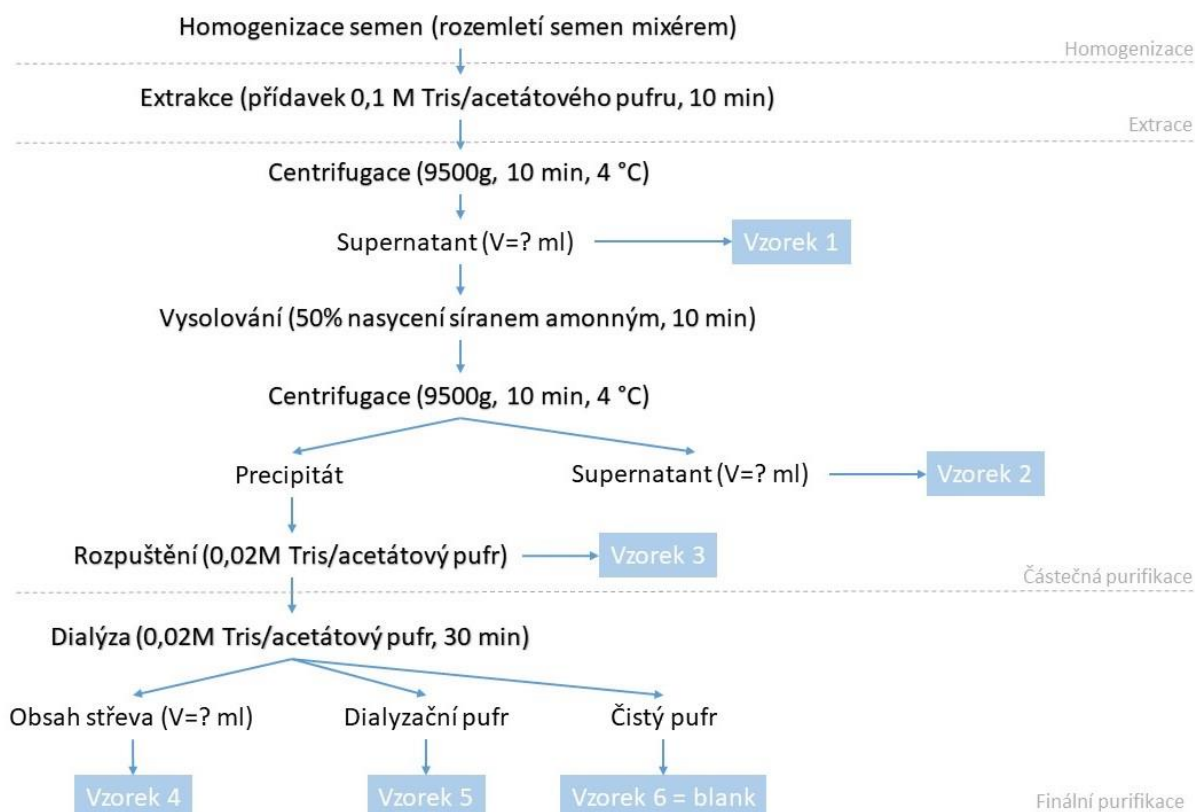 Homogenizace semen (rozemletí semen mixérem)
Homogenizace
Extrakce (přídavek 0,1 M Tris/acetátového pufru, 10 min)
Extrace
Centrifugace (9500g, 10 min, 4 °C)
Supernatant (V=? ml)
Vzorek 1
Vysolování (50% nasycení síranem amonným, 10 min)
Centrifugace (9500g, 10 min, 4 °C)
Precipitát
Supernatant (V=? ml)
Vzorek 2
Rozpuštění (0,02M Tris/acetátový pufr)
Vzorek 3
Částečná purifikace
Dialýza (0,02M Tris/acetátový pufr, 30 min)
Obsah střeva (V=? ml)
Dialyzační pufr
Čistý pufr
Vzorek 4
Vzorek 5
Vzorek 6 = blank
Finální purifikace